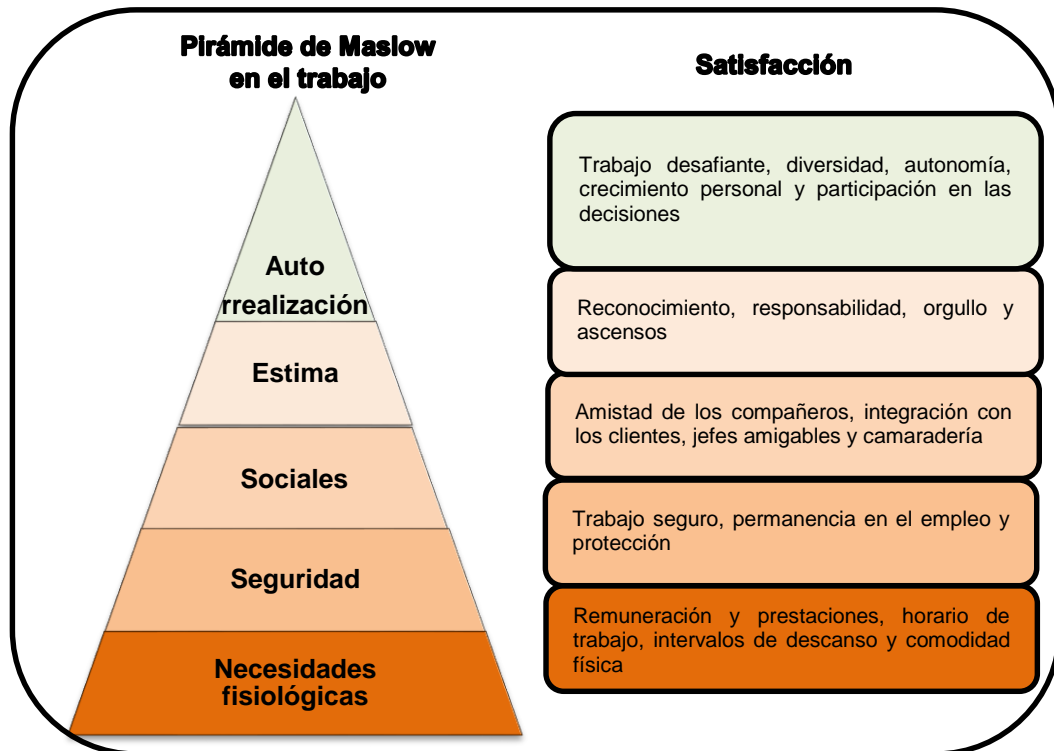 Pirámide de Maslow
en el trabajo
Satisfacción
Auto
rrealización
Trabajo desafiante, diversidad, autonomía,
crecimiento personal y participación en las
decisiones
Estima
Reconocimiento, responsabilidad, orgullo y
ascensos
Sociales
Amistad de los compañeros, integración con
los clientes, jefes amigables y camaradería
Seguridad
Trabajo seguro, permanencia en el empleo y
protección
Necesidades
fisiológicas
Remuneración y prestaciones, horario de
trabajo, intervalos de descanso y comodidad
física